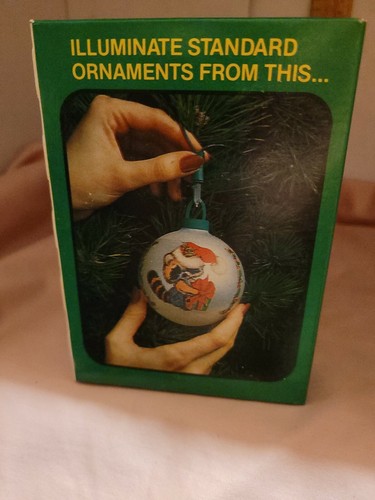 ILLUMINATE STANDARD
ORNAMENTS FROM THIS...